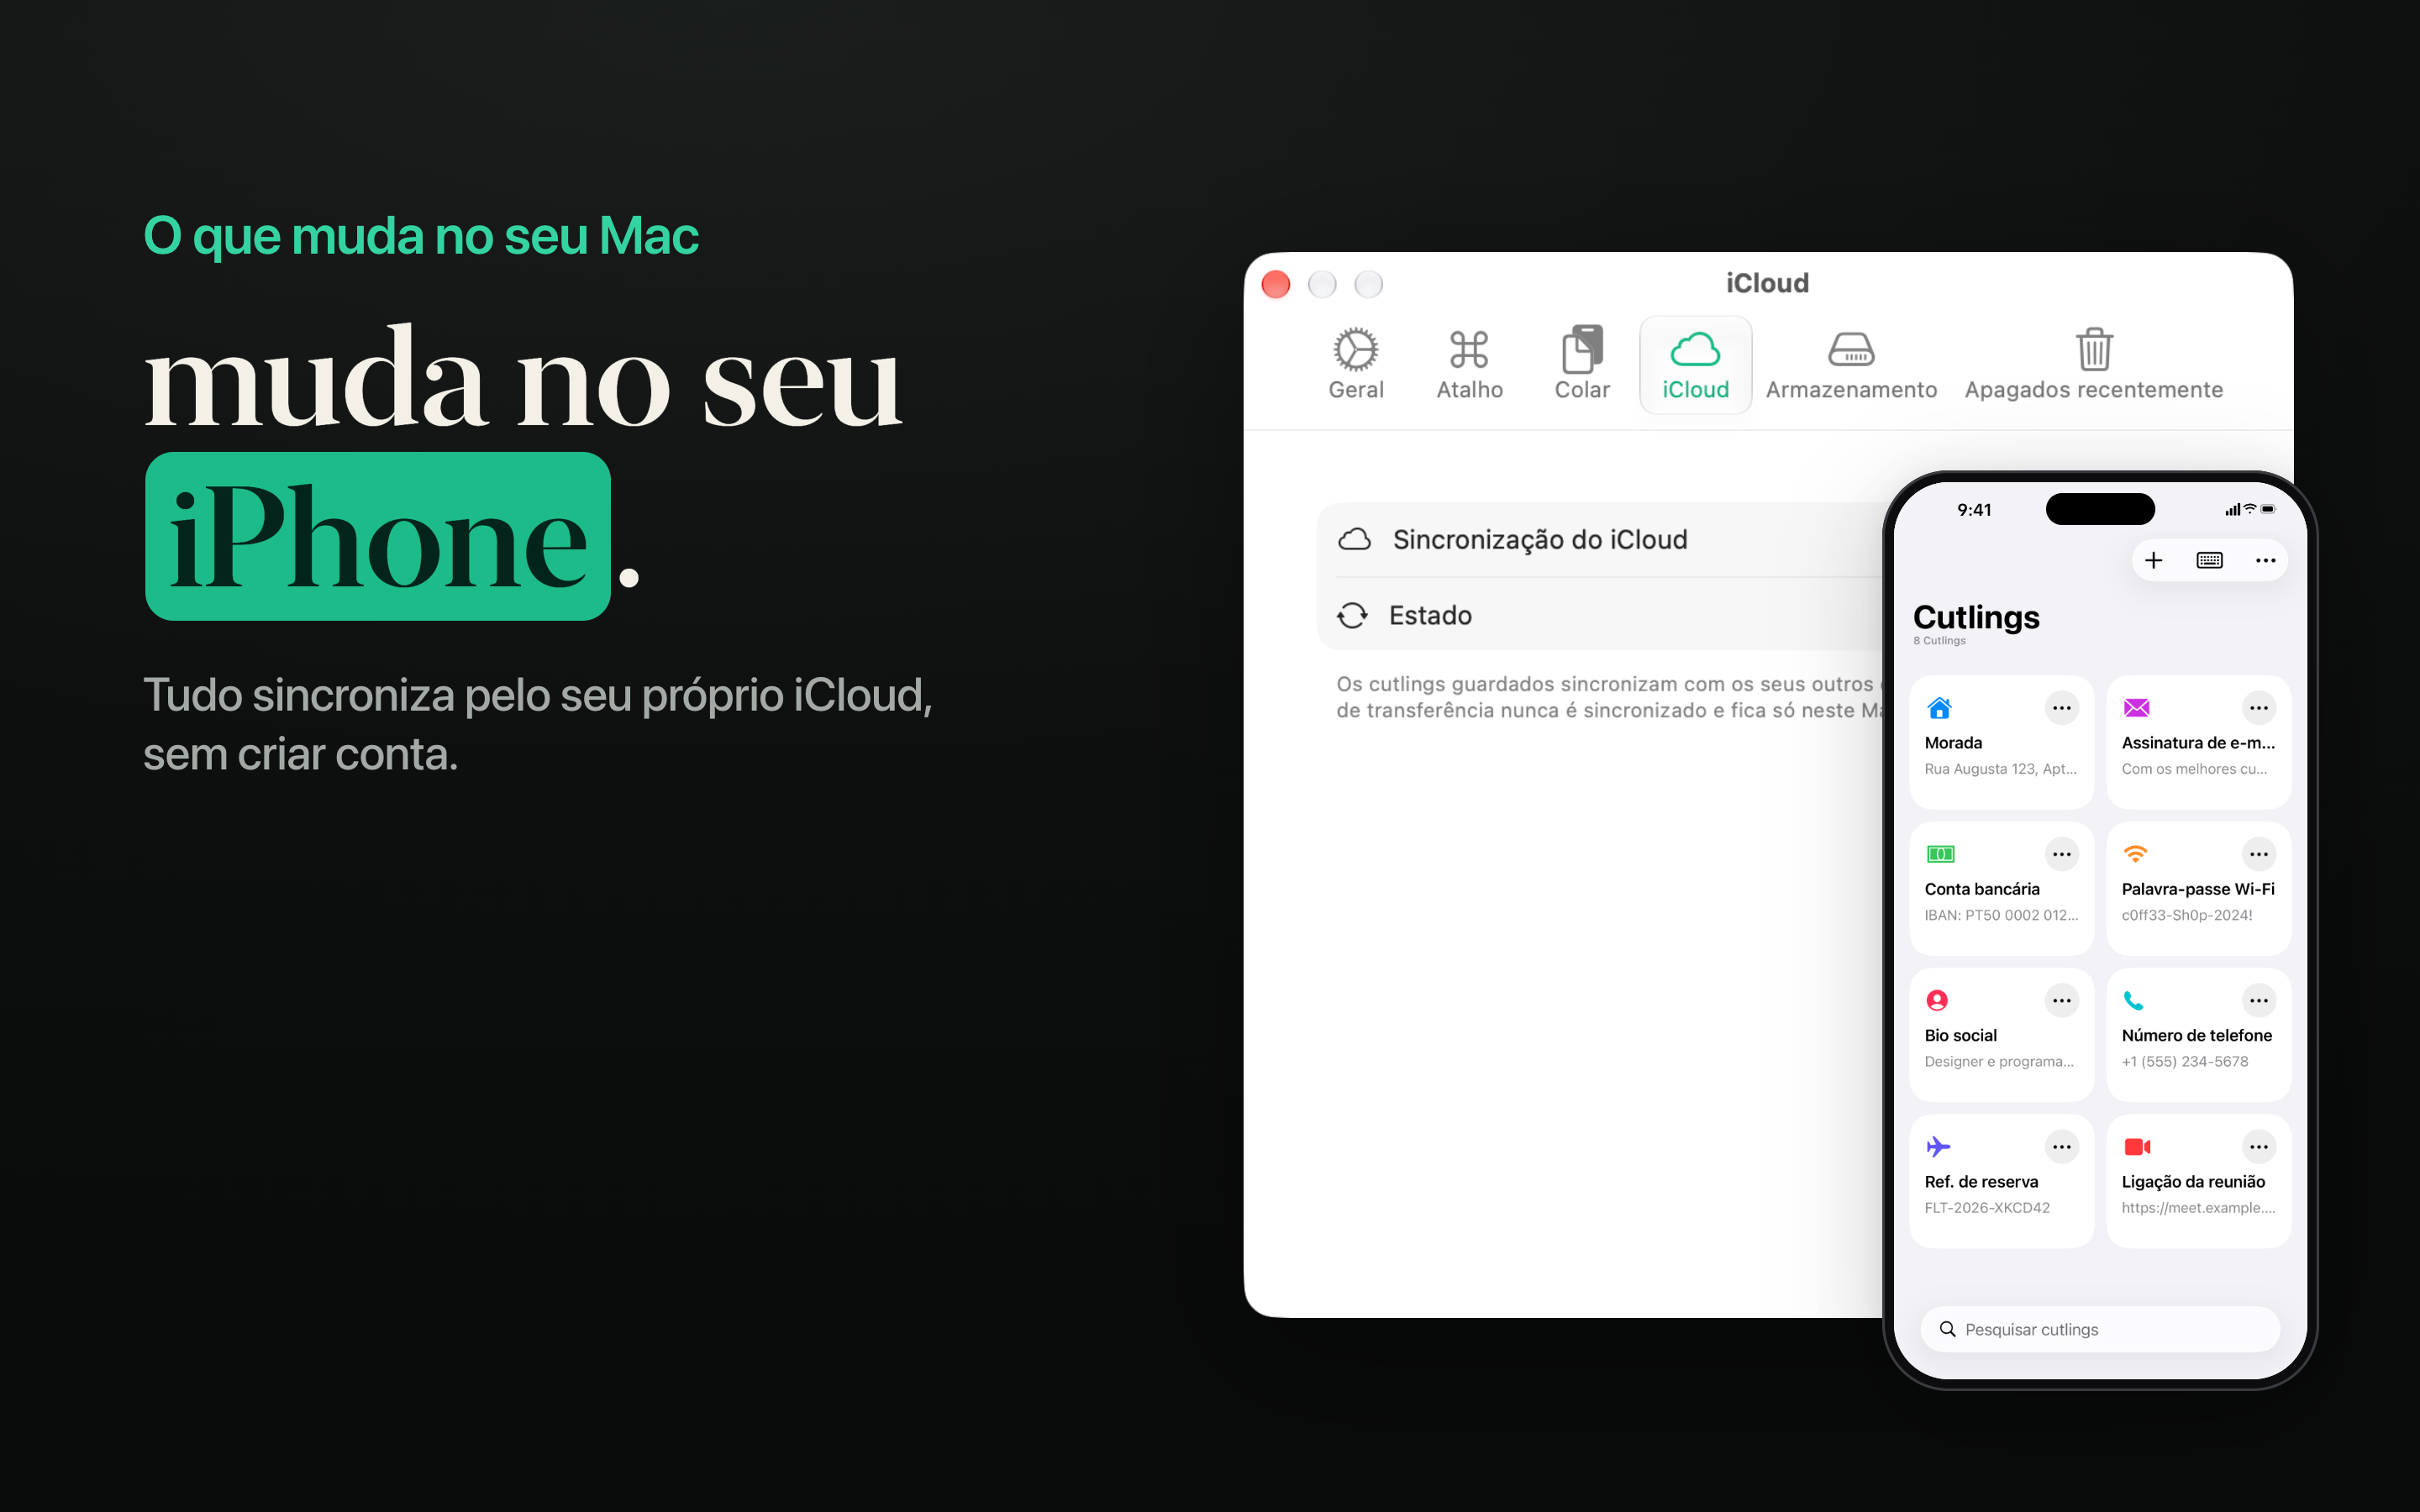 O que muda no seu Mac
muda no seu
iPhone.
Tudo sincroniza pelo seu próprio iCloud,
sem criar conta.
iCloud
Geral
Atalho
Colar
iCloud
Armazenamento
Apagados recentemente
Sincronização do iCloud
Estado
Os cutlings guardados sincronizam com os seus outros
de transferência nunca é sincronizado e fica só neste
9:41
Cutlings
8 Cutlings
Morada
Rua Augusta 123, Apt...
Assinatura de e-m...
Com os melhores cu...
Conta bancária
IBAN: PT50 0002 012...
Palavra-passe Wi-Fi
c0ff33-Sh0p-2024!
Bio social
Designer e programa...
Número de telefone
+1 (555) 234-5678
Ref. de reserva
FLT-2026-XKCD42
Ligação da reunião
https://meet.example....
Pesquisar cutlings